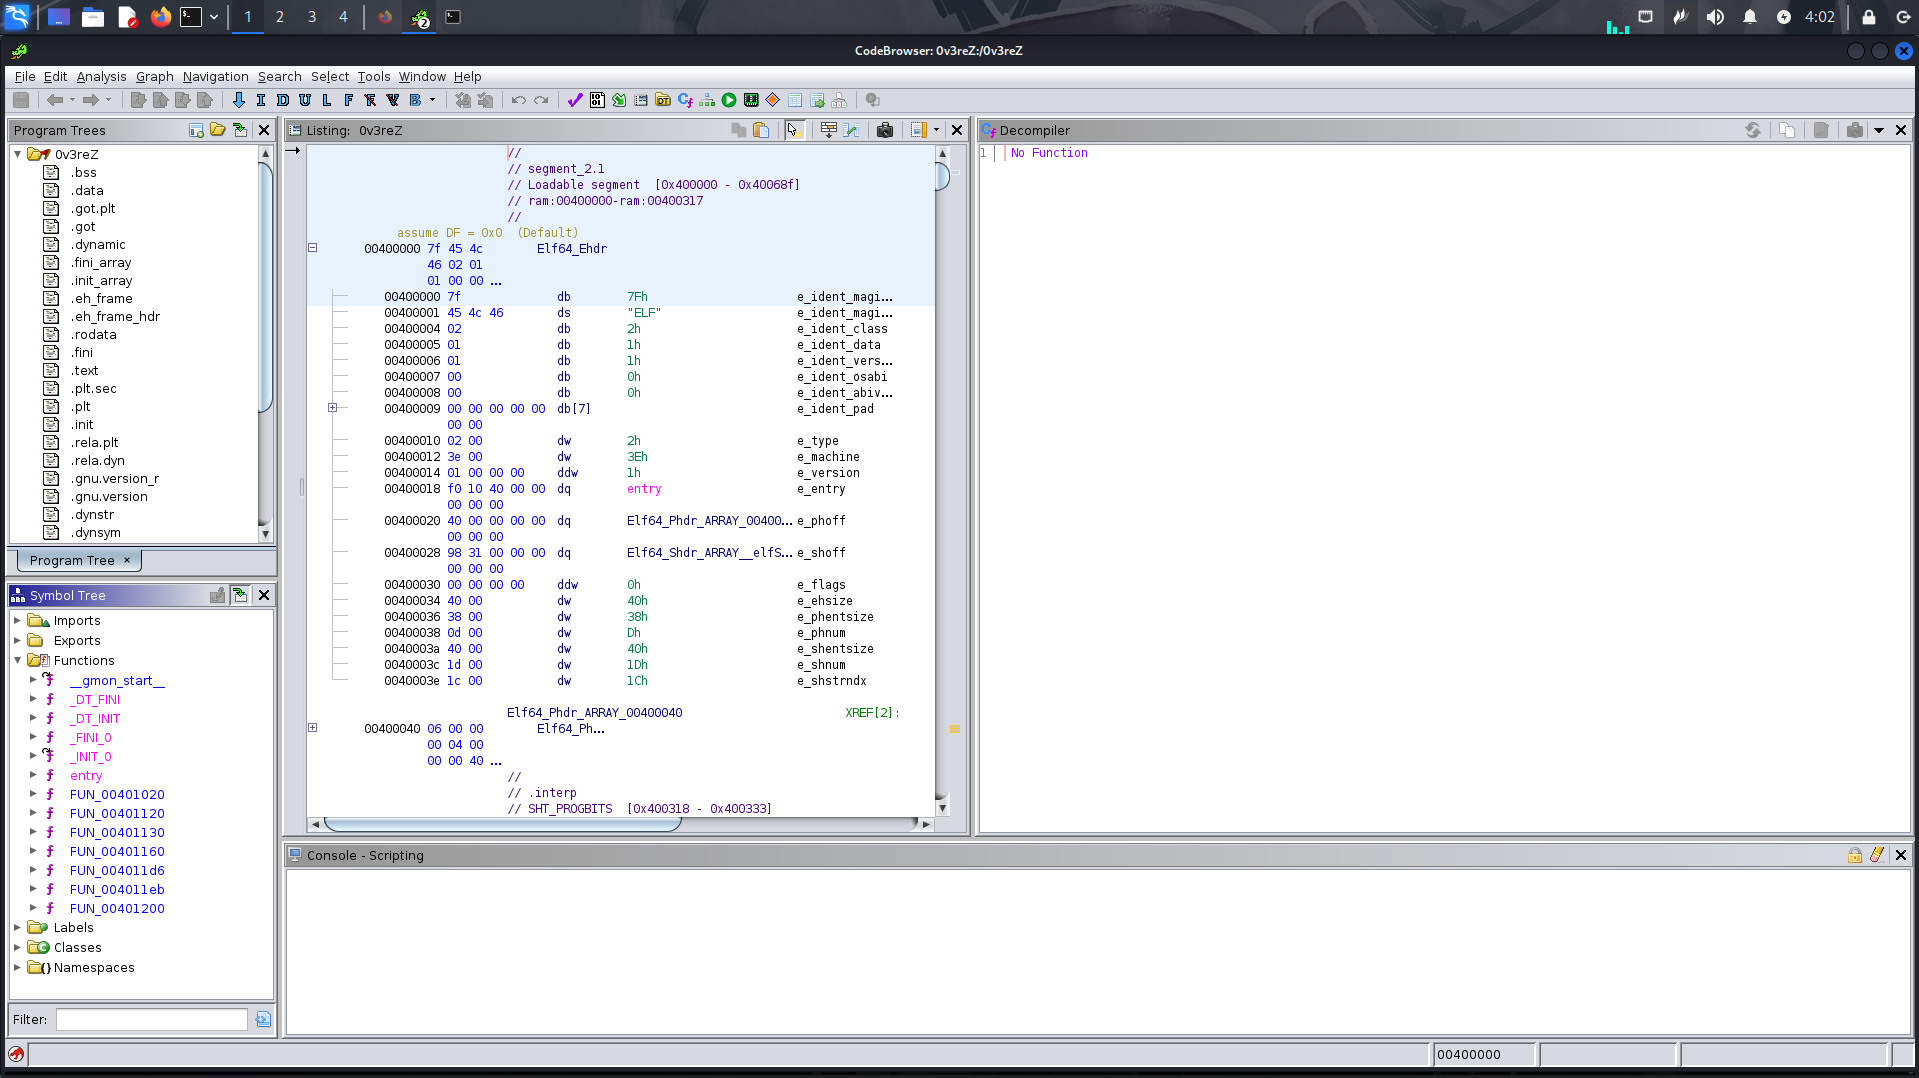 1 2 3 4 2 4:02
CodeBrowser: 0v3reZ:/0v3reZ
File Edit Analysis Graph Navigation Search Select Tools Window Help
I D U L F B
Program Trees
0v3reZ
.bss
.data
.got.plt
.got
.dynamic
.fini_array
.init_array
.eh_frame
.eh_frame_hdr
.rodata
.fini
.text
.plt.sec
.plt
.init
.rela.plt
.rela.dyn
.gnu.version_r
.gnu.version
.dynstr
.dynsym
Program Tree ×
Symbol Tree
Imports
Exports
Functions
__gmon_start__
_DT_FINI
_DT_INIT
_FINI_0
_INIT_0
entry
FUN_00401020
FUN_00401120
FUN_00401130
FUN_00401160
FUN_004011d6
FUN_004011eb
FUN_00401200
Labels
Classes
Namespaces
Filter:
Listing: 0v3reZ
//
// segment_2.1
// Loadable segment [0x400000 - 0x40068f]
// ram:00400000-ram:00400317
//
assume DF = 0x0 (Default)
00400000 7f 45 4c Elf64_Ehdr
46 02 01
01 00 00 ...
00400000 7f db 7Fh e_ident_magi...
00400001 45 4c 46 ds "ELF" e_ident_magi...
00400004 02 db 2h e_ident_class
00400005 01 db 1h e_ident_data
00400006 01 db 1h e_ident_vers...
00400007 00 db 0h e_ident_osabi
00400008 00 db 0h e_ident_abiv...
00400009 00 00 00 00 00 db[7] e_ident_pad
00 00
00400010 02 00 dw 2h e_type
00400012 3e 00 dw 3Eh e_machine
00400014 01 00 00 00 ddw 1h e_version
00400018 f0 10 40 00 00 dq entry e_entry
00 00 00
00400020 40 00 00 00 00 dq Elf64_Phdr_ARRAY_00400... e_phoff
00 00 00
00400028 98 31 00 00 00 dq Elf64_Shdr_ARRAY__elfS... e_shoff
00 00 00
00400030 00 00 00 00 ddw 0h e_flags
00400034 40 00 dw 40h e_ehsize
00400036 38 00 dw 38h e_phentsize
00400038 0d 00 dw Dh e_phnum
0040003a 40 00 dw 40h e_shentsize
0040003c 1d 00 dw 1Dh e_shnum
0040003e 1c 00 dw 1Ch e_shstrndx
Elf64_Phdr_ARRAY_00400040 XREF[2]:
00400040 06 00 00 Elf64_Ph...
00 04 00
00 00 40 ...
//
// .interp
// SHT_PROGBITS [0x400318 - 0x400333]
Decompiler
1 No Function
Console - Scripting
00400000